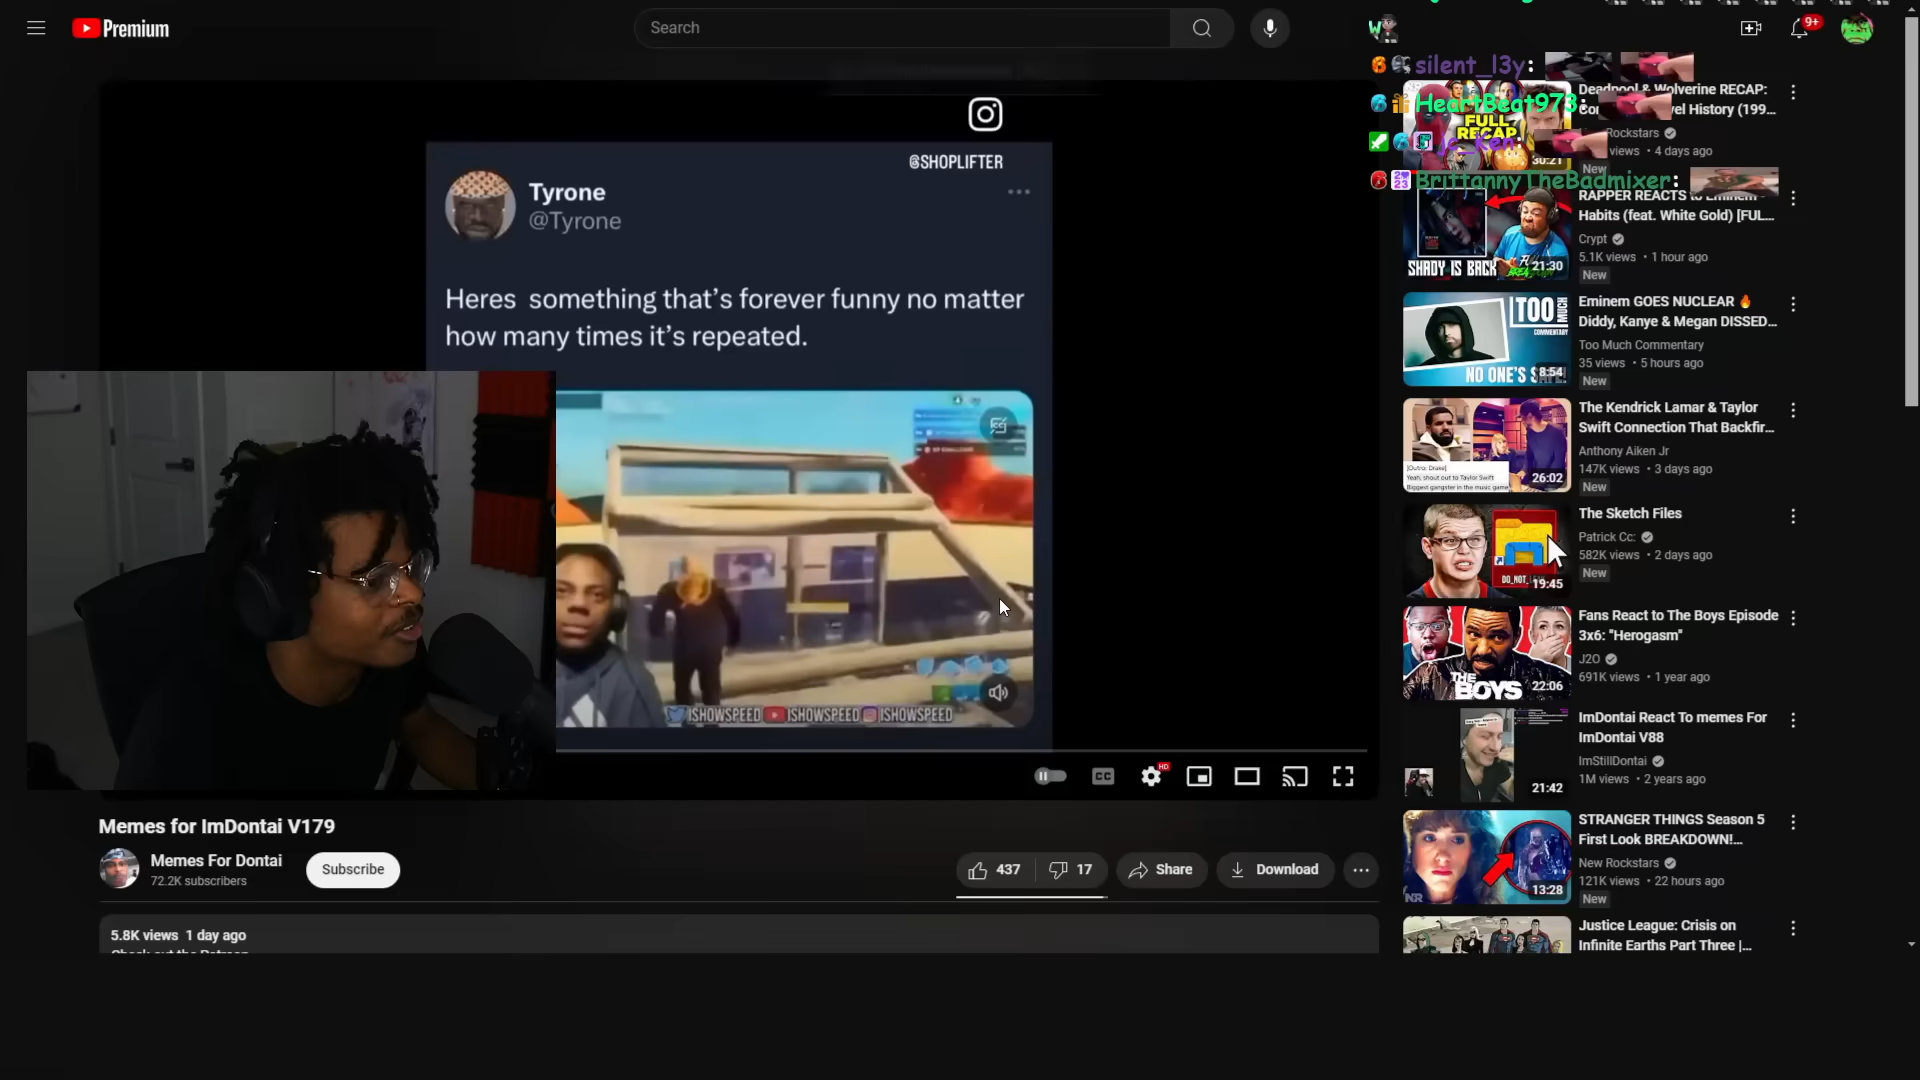 Premium
Search
9+
silent_l3y:
HeartBeat973:
jc_ken:
BrittannyTheBadmixer:
@SHOPLIFTER
Tyrone
@Tyrone
Heres something that's forever funny no matter
how many times it's repeated.
ISHOWSPEED ISHOWSPEED ISHOWSPEED
CC
HD
Memes for ImDontai V179
Memes For Dontai
72.2K subscribers
Subscribe
437
17
Share
Download
5.8K views 1 day ago
Deadpool & Wolverine RECAP:
vel History (199...
Rockstars
views • 4 days ago
New
FULL
RECAP
30:21
RAPPER REACTS to Eminem -
Habits (feat. White Gold) [FUL...
Crypt
5.1K views • 1 hour ago
New
SHADY IS BACK
21:30
Eminem GOES NUCLEAR 🔥
Diddy, Kanye & Megan DISSED...
Too Much Commentary
35 views • 5 hours ago
New
TOO
MUCH
COMMENTARY
8:54
The Kendrick Lamar & Taylor
Swift Connection That Backfir...
Anthony Aiken Jr
147K views • 3 days ago
New
[Outro: Drake]
Yeah, shout out to Taylor Swift
Biggest gangster in the music game
26:02
The Sketch Files
Patrick Cc:
582K views • 2 days ago
New
19:45
Fans React to The Boys Episode
3x6: "Herogasm"
J2O
691K views • 1 year ago
THE
BOYS
22:06
ImDontai React To memes For
ImDontai V88
ImStillDontai
1M views • 2 years ago
21:42
STRANGER THINGS Season 5
First Look BREAKDOWN!...
New Rockstars
121K views • 22 hours ago
New
NR
13:28
Justice League: Crisis on
Infinite Earths Part Three |...